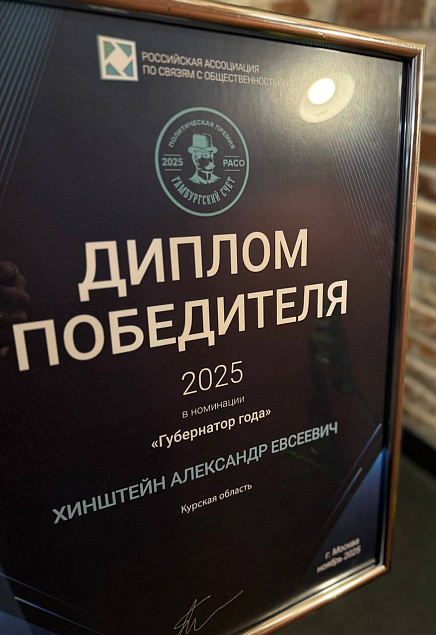 РОССИЙСКАЯ АССОЦИАЦИЯ
ПО СВЯЗЯМ С ОБЩЕСТВЕННОСТЬЮ
ПОЛИТИЧЕСКАЯ ПРЕМИЯ
2025 РАСО
ГАМБУРГСКИЙ СЧЕТ
ДИПЛОМ
ПОБЕДИТЕЛЯ
2025
в номинации
«Губернатор года»
ХИНШТЕЙН АЛЕКСАНДР ЕВСЕЕВИЧ
Курская область
г. Москва
ноябрь 2025